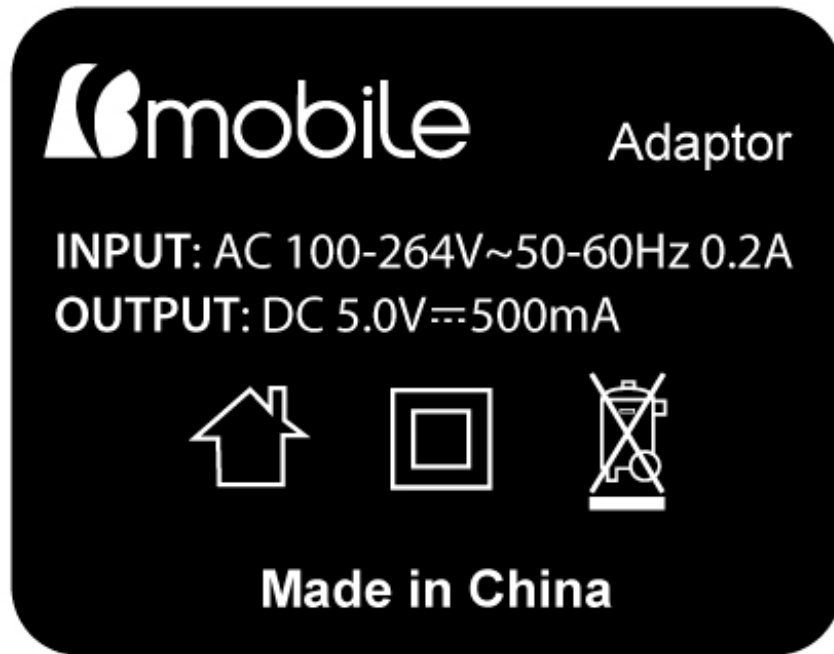 Bmobile Adaptor
INPUT: AC 100-264V~50-60Hz 0.2A
OUTPUT: DC 5.0V⎓500mA
Made in China